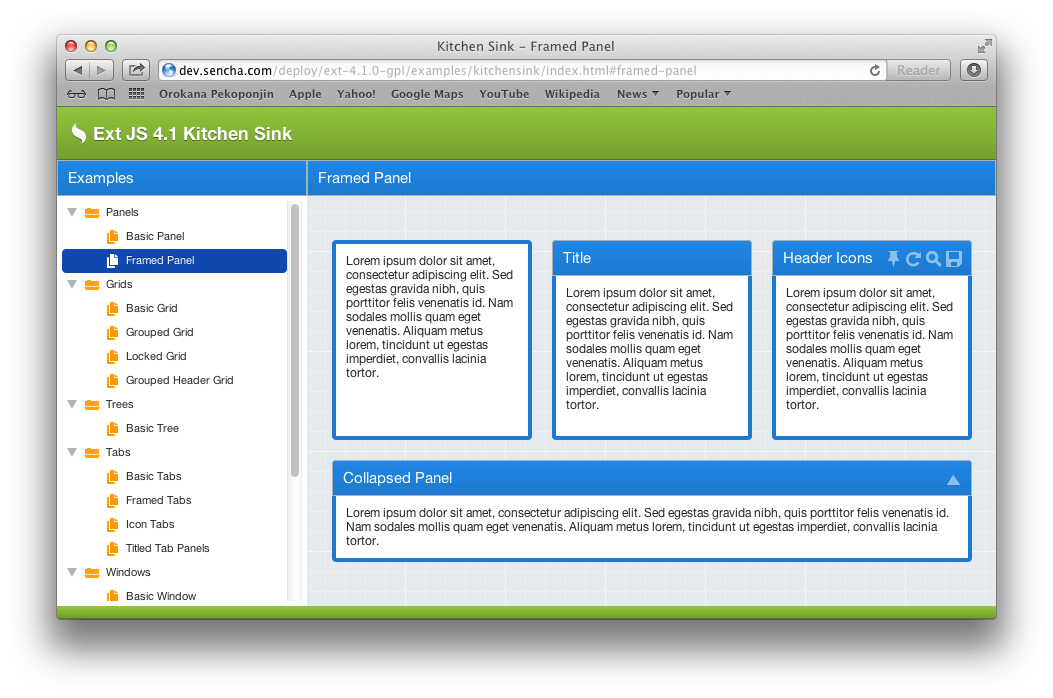 Kitchen Sink – Framed Panel
dev.sencha.com/deploy/ext-4.1.0-gpl/examples/kitchensink/index.html#framed-panel
Reader
Orokana Pekoponjin Apple Yahoo! Google Maps YouTube Wikipedia News Popular
Ext JS 4.1 Kitchen Sink
Examples
Panels
Basic Panel
Framed Panel
Grids
Basic Grid
Grouped Grid
Locked Grid
Grouped Header Grid
Trees
Basic Tree
Tabs
Basic Tabs
Framed Tabs
Icon Tabs
Titled Tab Panels
Windows
Basic Window
Framed Panel
Lorem ipsum dolor sit amet,
consectetur adipiscing elit. Sed
egestas gravida nibh, quis
porttitor felis venenatis id. Nam
sodales mollis quam eget
venenatis. Aliquam metus
lorem, tincidunt ut egestas
imperdiet, convallis lacinia
tortor.
Title
Lorem ipsum dolor sit amet,
consectetur adipiscing elit. Sed
egestas gravida nibh, quis
porttitor felis venenatis id. Nam
sodales mollis quam eget
venenatis. Aliquam metus
lorem, tincidunt ut egestas
imperdiet, convallis lacinia
tortor.
Header Icons
Lorem ipsum dolor sit amet,
consectetur adipiscing elit. Sed
egestas gravida nibh, quis
porttitor felis venenatis id. Nam
sodales mollis quam eget
venenatis. Aliquam metus
lorem, tincidunt ut egestas
imperdiet, convallis lacinia
tortor.
Collapsed Panel
Lorem ipsum dolor sit amet, consectetur adipiscing elit. Sed egestas gravida nibh, quis porttitor felis venenatis id.
Nam sodales mollis quam eget venenatis. Aliquam metus lorem, tincidunt ut egestas imperdiet, convallis lacinia
tortor.